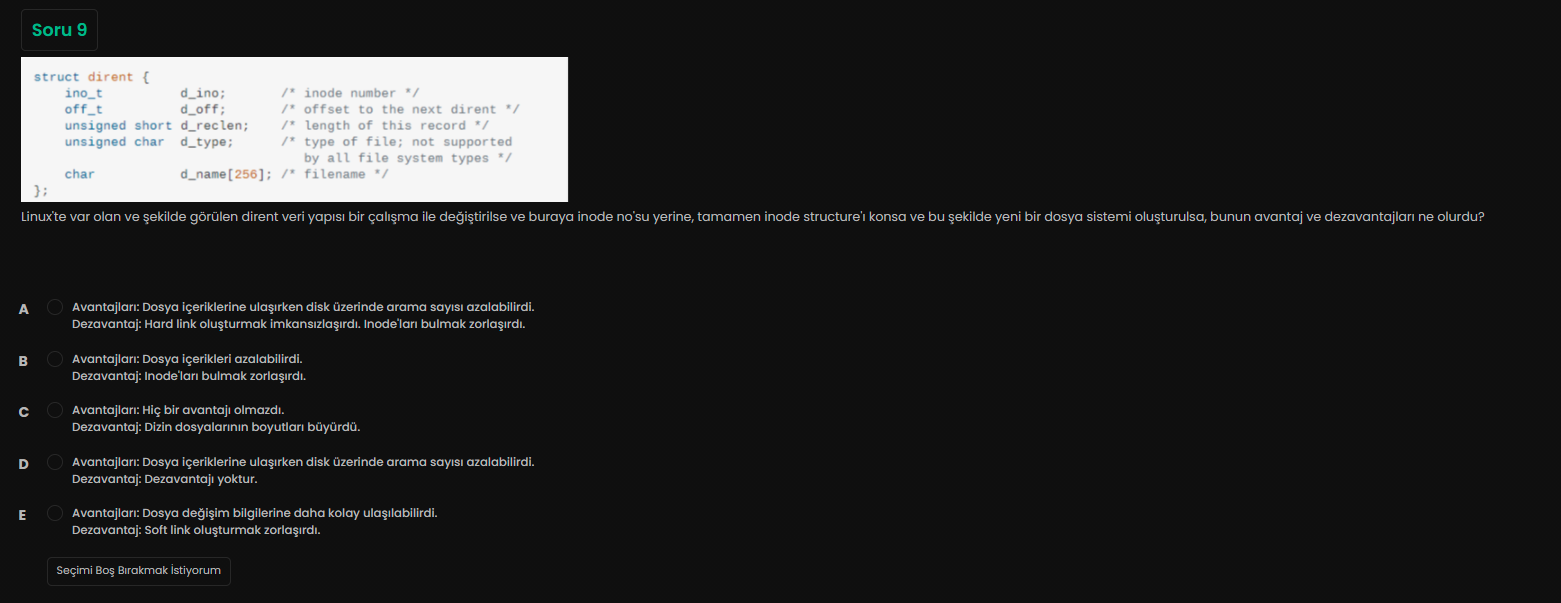 Soru 9
struct dirent {
    ino_t          d_ino;       /* inode number */
    off_t          d_off;       /* offset to the next dirent */
    unsigned short d_reclen;    /* length of this record */
    unsigned char  d_type;      /* type of file; not supported
                                   by all file system types */
    char           d_name[256]; /* filename */
};
Linux'te var olan ve şekilde görülen dirent veri yapısı bir çalışma ile değiştirilse ve buraya inode no'su yerine, tamamen inode structure'ı konsa ve bu şekilde yeni bir dosya sistemi oluşturulsa, bunun avantaj ve dezavantajları ne olurdu?
A Avantajları: Dosya içeriklerine ulaşırken disk üzerinde arama sayısı azalabilirdi.
Dezavantaj: Hard link oluşturmak imkansızlaşırdı. Inode'ları bulmak zorlaşırdı.
B Avantajları: Dosya içerikleri azalabilirdi.
Dezavantaj: Inode'ları bulmak zorlaşırdı.
C Avantajları: Hiç bir avantajı olmazdı.
Dezavantaj: Dizin dosyalarının boyutları büyürdü.
D Avantajları: Dosya içeriklerine ulaşırken disk üzerinde arama sayısı azalabilirdi.
Dezavantaj: Dezavantajı yoktur.
E Avantajları: Dosya değişim bilgilerine daha kolay ulaşılabilirdi.
Dezavantaj: Soft link oluşturmak zorlaşırdı.
Seçimi Boş Bırakmak İstiyorum